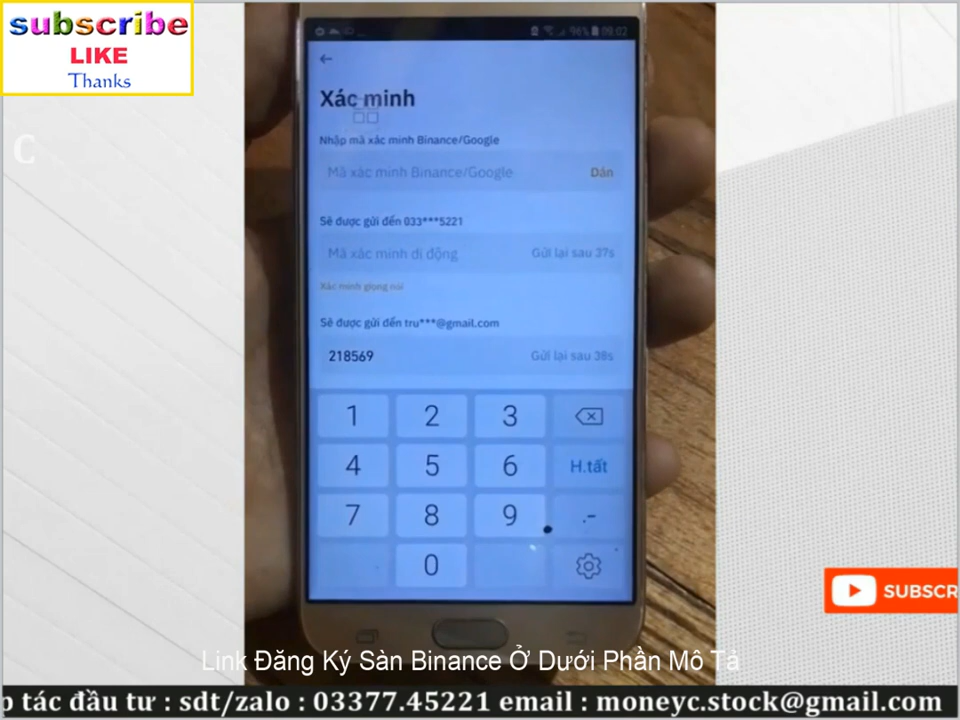 subscribe
LIKE
Thanks
C
96% 09:02
Xác minh
Nhập mã xác minh Binance/Google
Mã xác minh Binance/Google
Dán
Sẽ được gửi đến 033***5221
Mã xác minh di động
Gửi lại sau 37s
Xác minh giọng nói
Sẽ được gửi đến tru***@gmail.com
218569
Gửi lại sau 38s
1 2 3
4 5 6 H.tất
7 8 9 .-
0
SUBSCR
Link Đăng Ký Sàn Binance Ở Dưới Phần Mô Tả
p tác đầu tư : sdt/zalo : 03377.45221 email : moneyc.stock@gmail.com